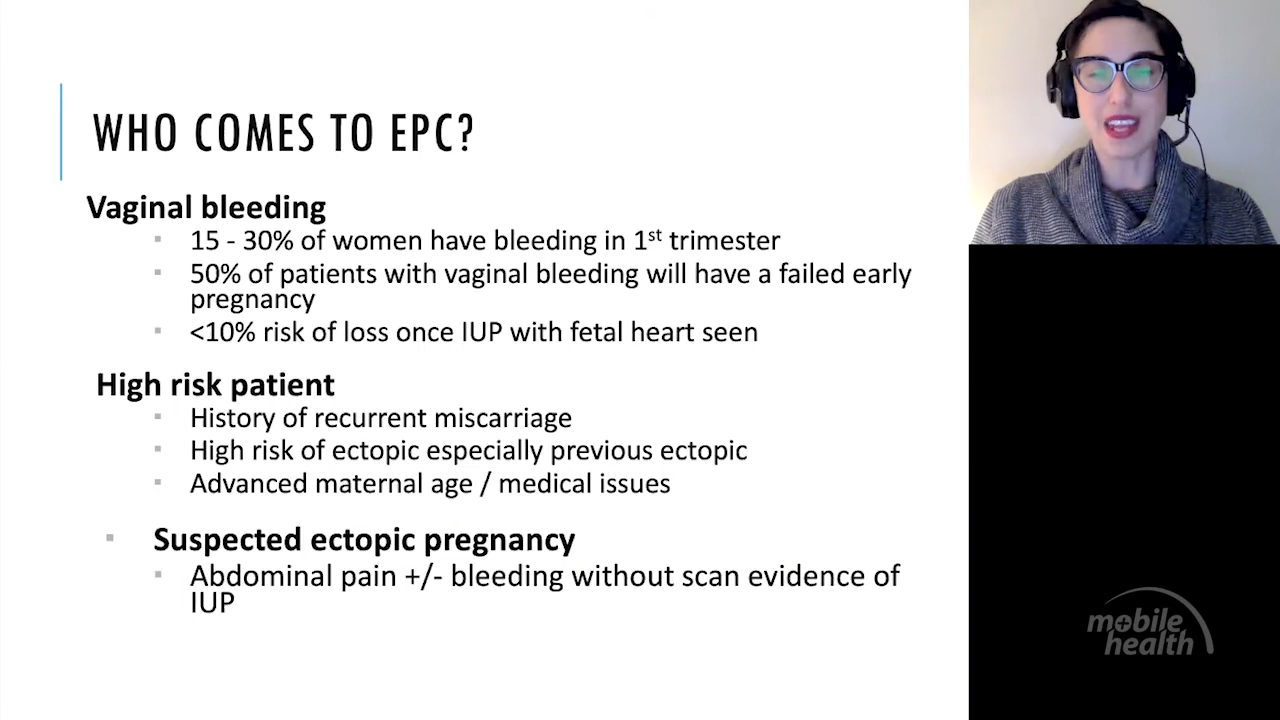 WHO COMES TO EPC?
Vaginal bleeding
▪ 15 - 30% of women have bleeding in 1st trimester
▪ 50% of patients with vaginal bleeding will have a failed early
pregnancy
▪ <10% risk of loss once IUP with fetal heart seen
High risk patient
▪ History of recurrent miscarriage
▪ High risk of ectopic especially previous ectopic
▪ Advanced maternal age / medical issues
▪ Suspected ectopic pregnancy
▪ Abdominal pain +/- bleeding without scan evidence of
IUP
mobile
health